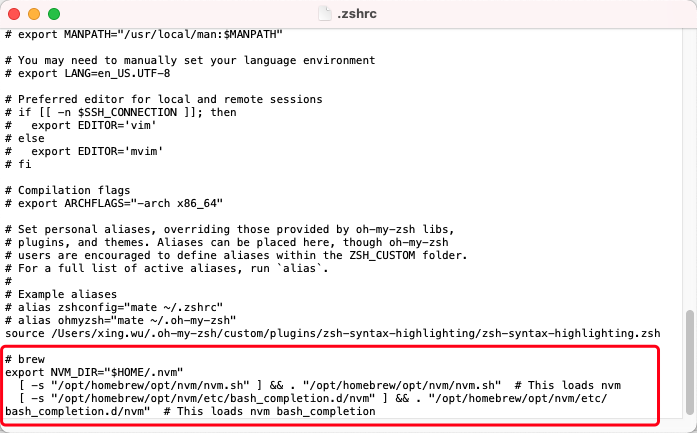 .zshrc
# export MANPATH="/usr/local/man:$MANPATH"
# You may need to manually set your language environment
# export LANG=en_US.UTF-8
# Preferred editor for local and remote sessions
# if [[ -n $SSH_CONNECTION ]]; then
#   export EDITOR='vim'
# else
#   export EDITOR='mvim'
# fi
# Compilation flags
# export ARCHFLAGS="-arch x86_64"
# Set personal aliases, overriding those provided by oh-my-zsh libs,
# plugins, and themes. Aliases can be placed here, though oh-my-zsh
# users are encouraged to define aliases within the ZSH_CUSTOM folder.
# For a full list of active aliases, run `alias`.
#
# Example aliases
# alias zshconfig="mate ~/.zshrc"
# alias ohmyzsh="mate ~/.oh-my-zsh"
source /Users/xing.wu/.oh-my-zsh/custom/plugins/zsh-syntax-highlighting/zsh-syntax-highlighting.zsh
# brew
export NVM_DIR="$HOME/.nvm"
  [ -s "/opt/homebrew/opt/nvm/nvm.sh" ] && . "/opt/homebrew/opt/nvm/nvm.sh"  # This loads nvm
  [ -s "/opt/homebrew/opt/nvm/etc/bash_completion.d/nvm" ] && . "/opt/homebrew/opt/nvm/etc/
bash_completion.d/nvm"  # This loads nvm bash_completion